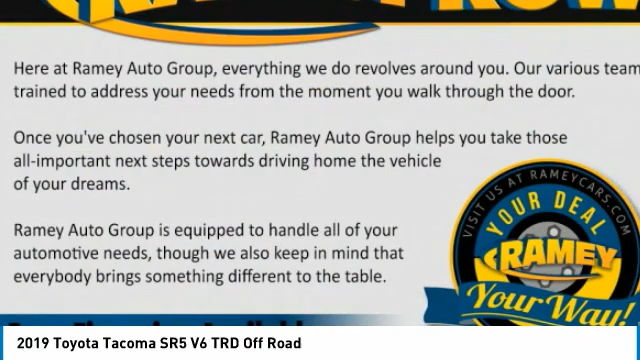 Here at Ramey Auto Group, everything we do revolves around you. Our various team
trained to address your needs from the moment you walk through the door.
Once you've chosen your next car, Ramey Auto Group helps you take those
all-important next steps towards driving home the vehicle
of your dreams.
Ramey Auto Group is equipped to handle all of your
automotive needs, though we also keep in mind that
everybody brings something different to the table.
VISIT US AT RAMEYCARS.COM
YOUR DEAL
RAMEY
Your Way!
2019 Toyota Tacoma SR5 V6 TRD Off Road